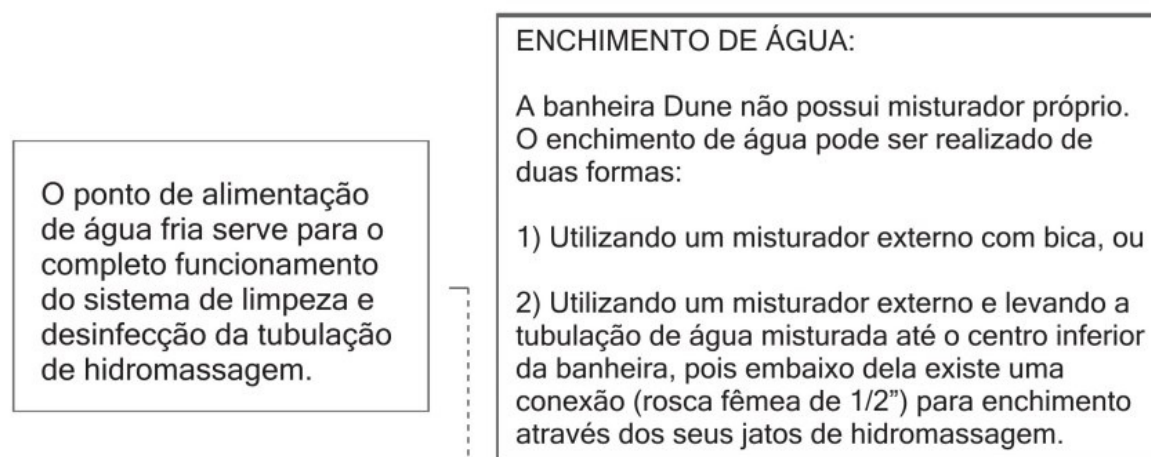 O ponto de alimentação
de água fria serve para o
completo funcionamento
do sistema de limpeza e
desinfecção da tubulação
de hidromassagem.
ENCHIMENTO DE ÁGUA:
A banheira Dune não possui misturador próprio.
O enchimento de água pode ser realizado de
duas formas:
1) Utilizando um misturador externo com bica, ou
2) Utilizando um misturador externo e levando a
tubulação de água misturada até o centro inferior
da banheira, pois embaixo dela existe uma
conexão (rosca fêmea de 1/2”) para enchimento
através dos seus jatos de hidromassagem.